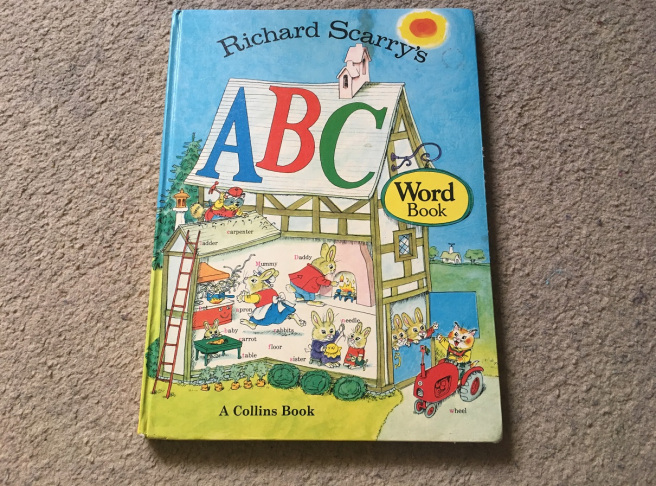 Richard Scarry's
ABC
Word
Book
carpenter
ladder
Mummy
Daddy
apron
needle
baby
rabbits
carrot
floor
table
sister
wheel
A Collins Book